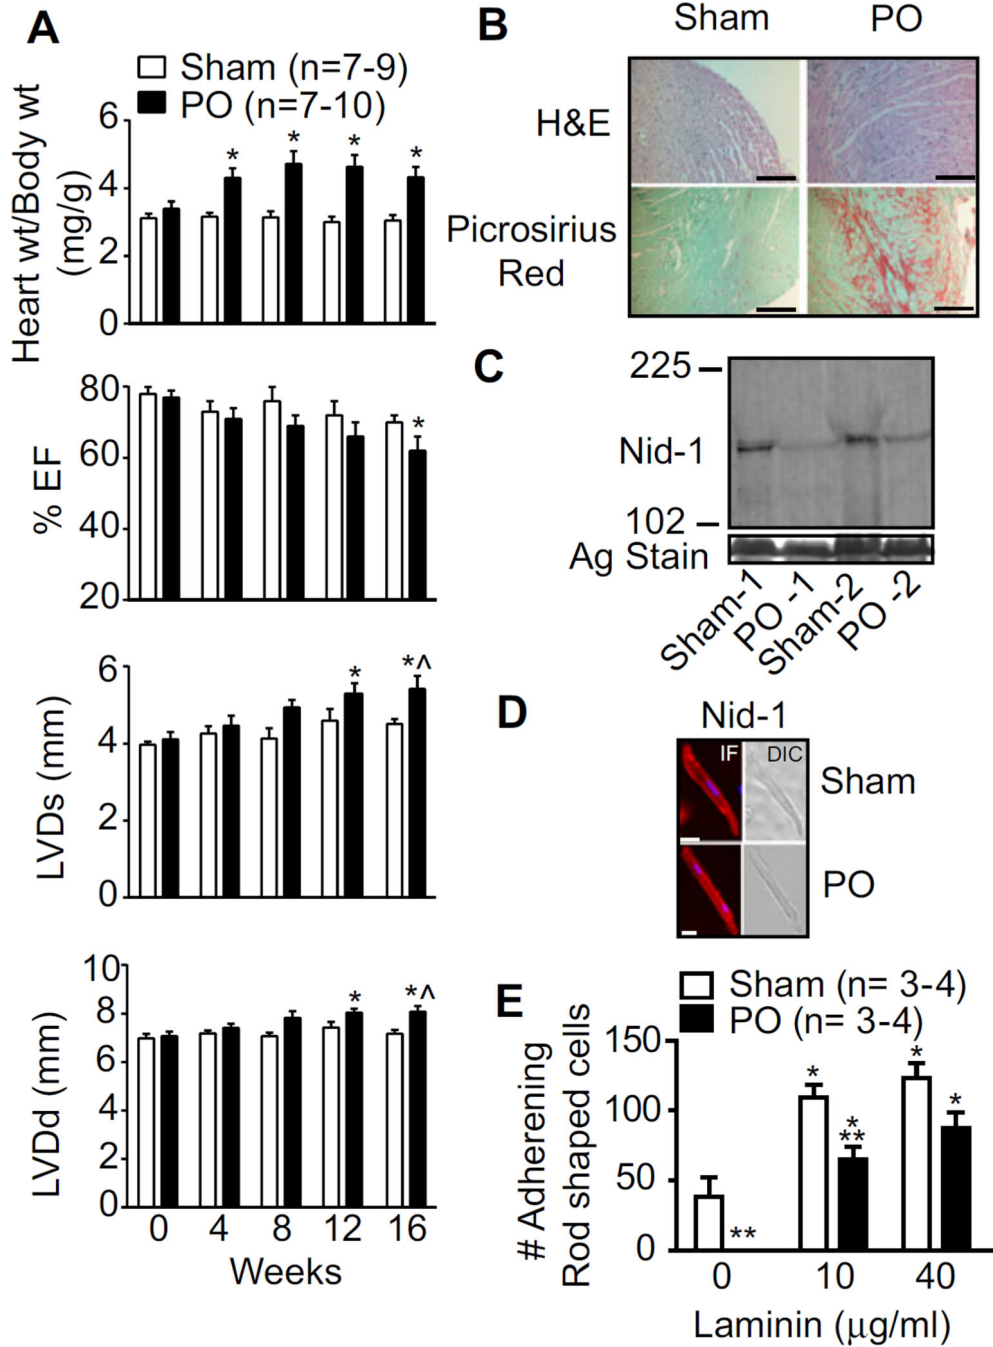 A
Sham (n=7-9)
PO (n=7-10)
Heart wt/Body wt
(mg/g)
6
4
2
0
* * * *
% EF
80
60
40
20
*
LVDs (mm)
6
4
2
0
* *^
LVDd (mm)
10
8
6
4
2
0
* *^
0 4 8 12 16
Weeks
B
Sham PO
H&E
Picrosirius
Red
C
225
Nid-1
102
Ag Stain
Sham-1 PO -1 Sham-2 PO -2
D
Nid-1
IF DIC
Sham
PO
E
Sham (n= 3-4)
PO (n= 3-4)
# Adherening
Rod shaped cells
150
100
50
0
** * * ** * *
0 10 40
Laminin (μg/ml)